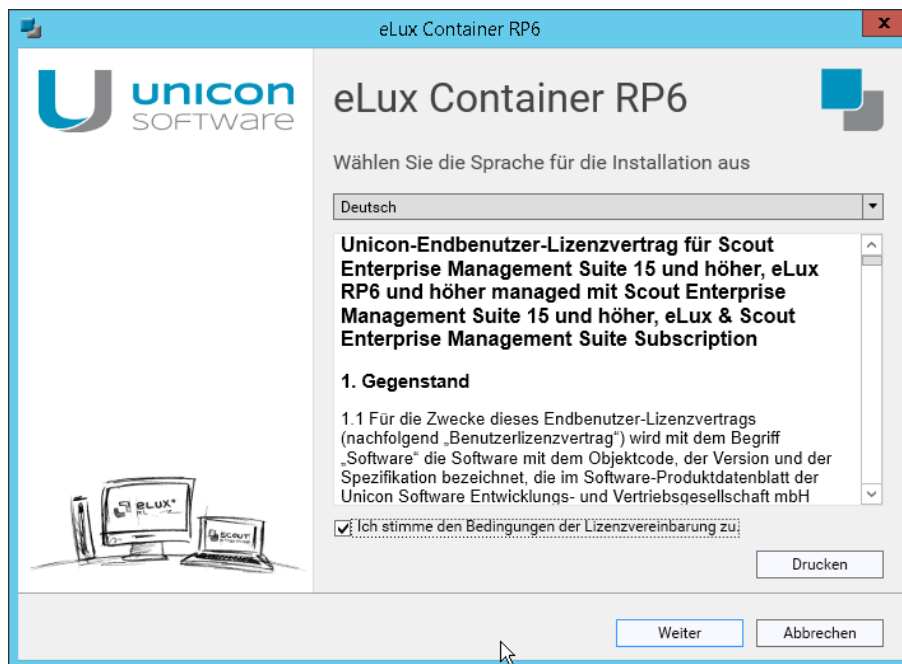 eLux Container RP6
x
unicon
SOFTWARE
eLux Container RP6
Wählen Sie die Sprache für die Installation aus
Deutsch
Unicon-Endbenutzer-Lizenzvertrag für Scout
Enterprise Management Suite 15 und höher, eLux
RP6 und höher managed mit Scout Enterprise
Management Suite 15 und höher, eLux & Scout
Enterprise Management Suite Subscription
1. Gegenstand
1.1 Für die Zwecke dieses Endbenutzer-Lizenzvertrags
(nachfolgend „Benutzerlizenzvertrag“) wird mit dem Begriff
„Software“ die Software mit dem Objektcode, der Version und der
Spezifikation bezeichnet, die im Software-Produktdatenblatt der
Unicon Software Entwicklungs- und Vertriebsgesellschaft mbH
Ich stimme den Bedingungen der Lizenzvereinbarung zu.
eLux
SCOUT
Drucken
Weiter
Abbrechen